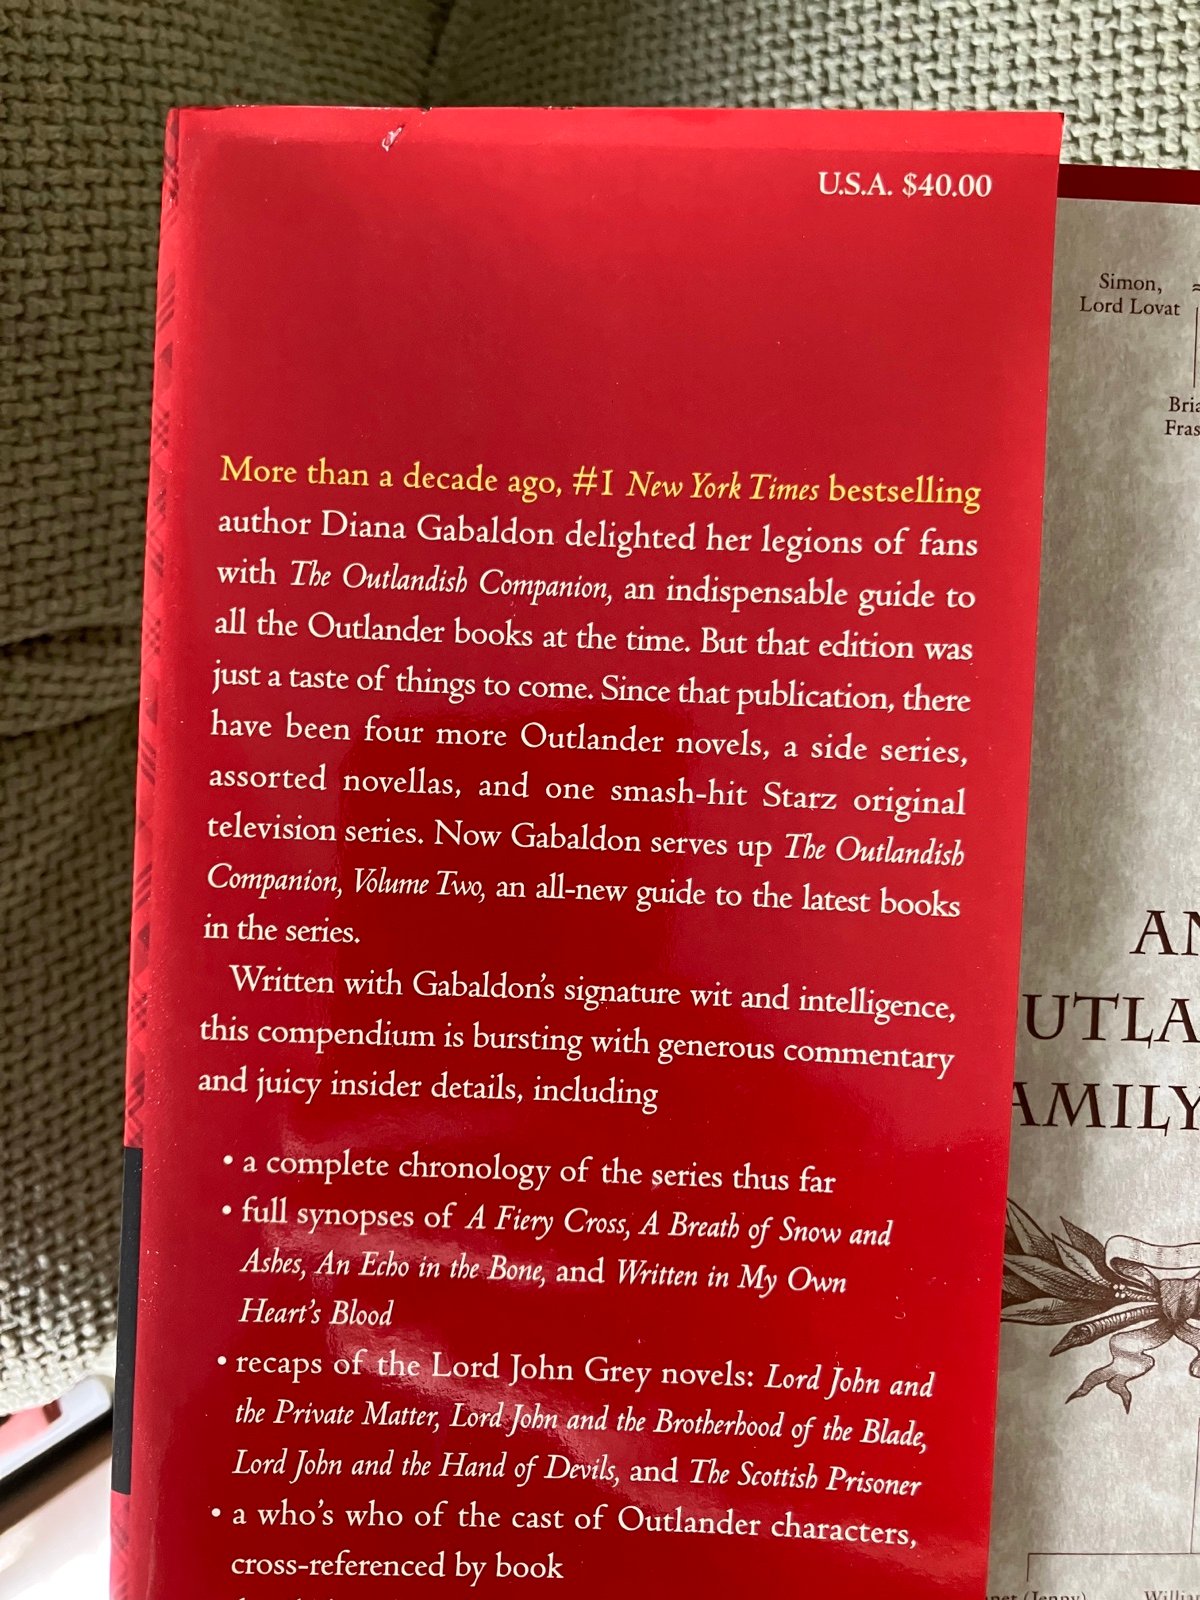 U.S.A. $40.00
More than a decade ago, #1 New York Times bestselling
author Diana Gabaldon delighted her legions of fans
with The Outlandish Companion, an indispensable guide to
all the Outlander books at the time. But that edition was
just a taste of things to come. Since that publication, there
have been four more Outlander novels, a side series,
assorted novellas, and one smash-hit Starz original
television series. Now Gabaldon serves up The Outlandish
Companion, Volume Two, an all-new guide to the latest books
in the series.
Written with Gabaldon's signature wit and intelligence,
this compendium is bursting with generous commentary
and juicy insider details, including
• a complete chronology of the series thus far
• full synopses of A Fiery Cross, A Breath of Snow and
Ashes, An Echo in the Bone, and Written in My Own
Heart's Blood
• recaps of the Lord John Grey novels: Lord John and
the Private Matter, Lord John and the Brotherhood of the Blade,
Lord John and the Hand of Devils, and The Scottish Prisoner
• a who's who of the cast of Outlander characters,
cross-referenced by book
Simon,
Lord Lovat
Bria
Fras
AN
UTLA
AMILY
(Jenny)
Willia